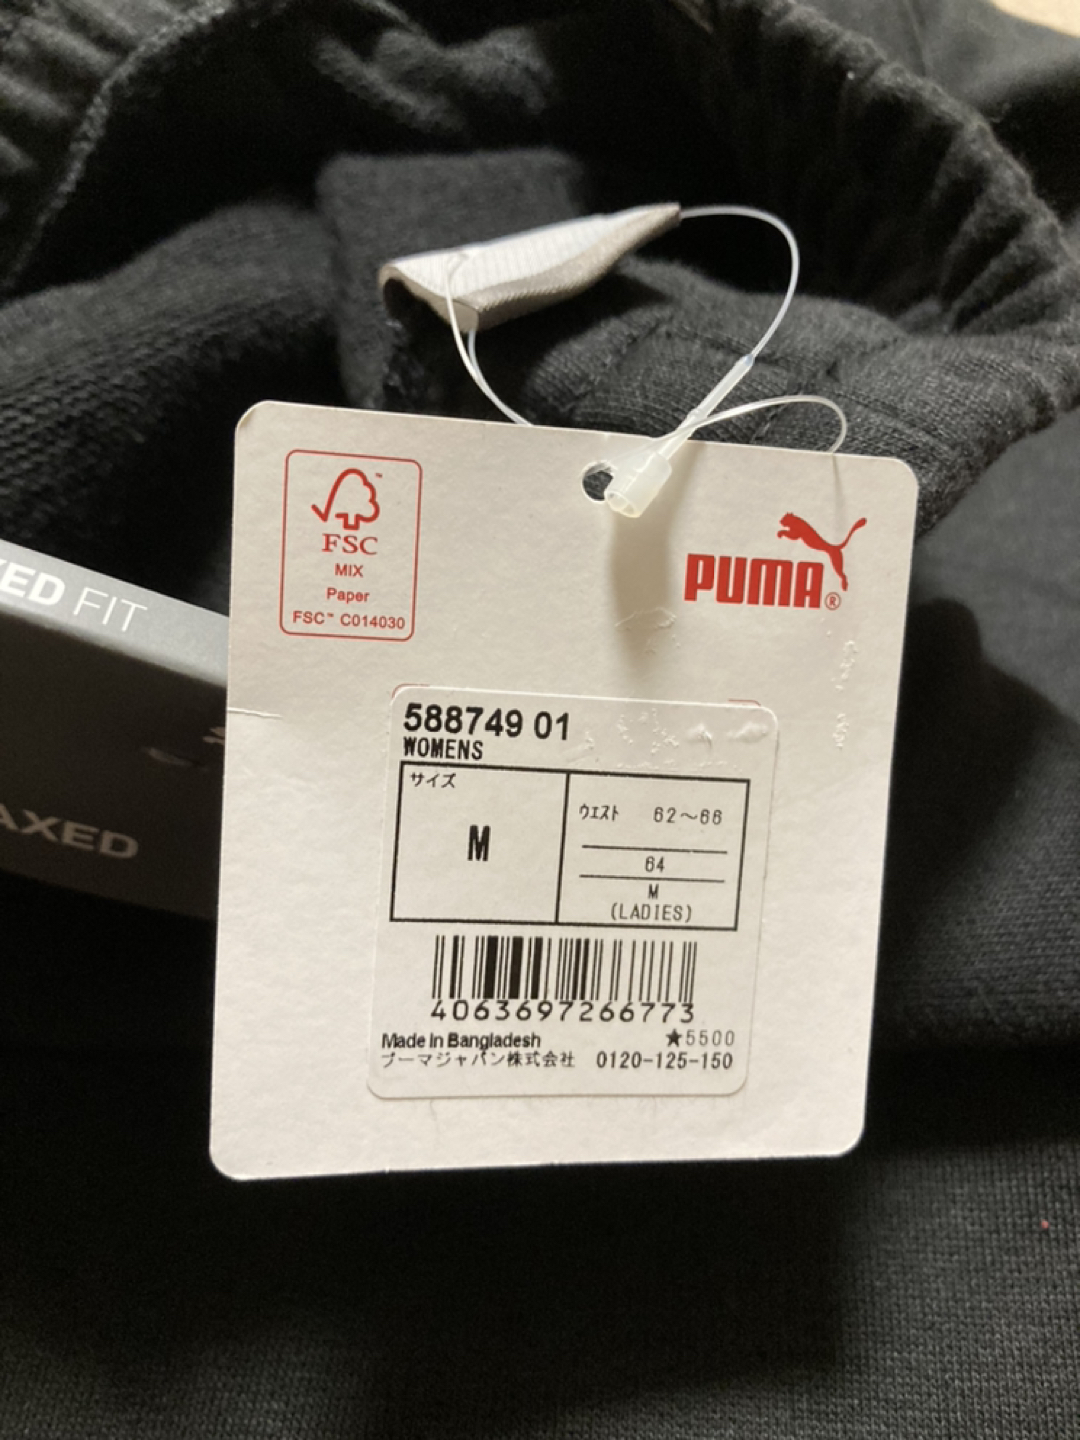 FSC
MIX
Paper
FSC™ C014030
PUMA®
ED FIT
AXED
588749 01
WOMENS
サイズ
M
ウエスト 62～66
64
M
(LADIES)
4063697266773
Made in Bangladesh ★5500
プーマジャパン株式会社 0120-125-150